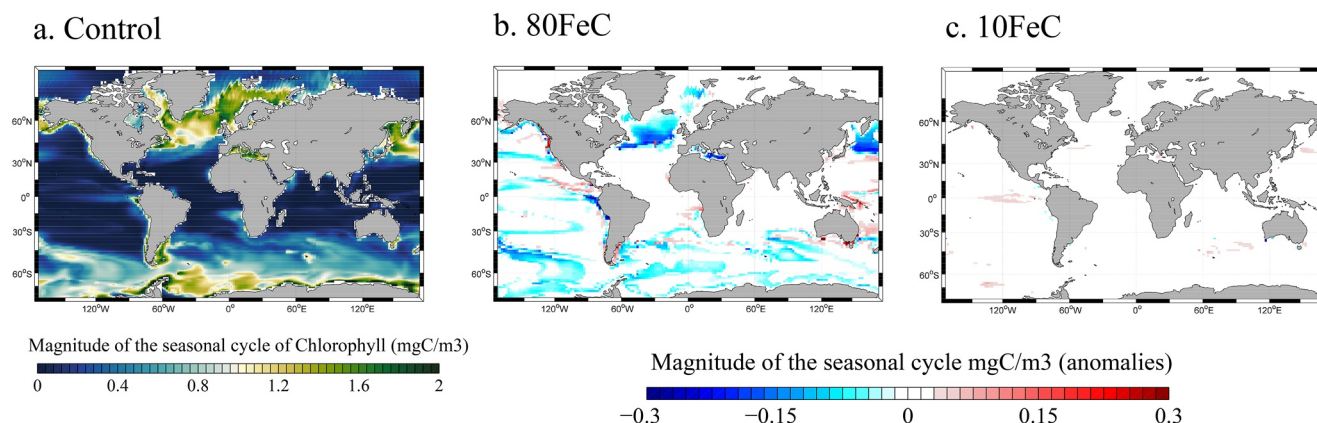 a. Control
b. 80FeC
c. 10FeC
60°N
30°N
0°
30°S
60°S
120°W
60°W
0°
60°E
120°E
60°N
30°N
0°
30°S
60°S
120°W
60°W
0°
60°E
120°E
60°N
30°N
0°
30°S
60°S
120°W
60°W
0°
60°E
120°E
Magnitude of the seasonal cycle of Chlorophyll (mgC/m3)
0 0.4 0.8 1.2 1.6 2
Magnitude of the seasonal cycle mgC/m3 (anomalies)
−0.3 −0.15 0 0.15 0.3